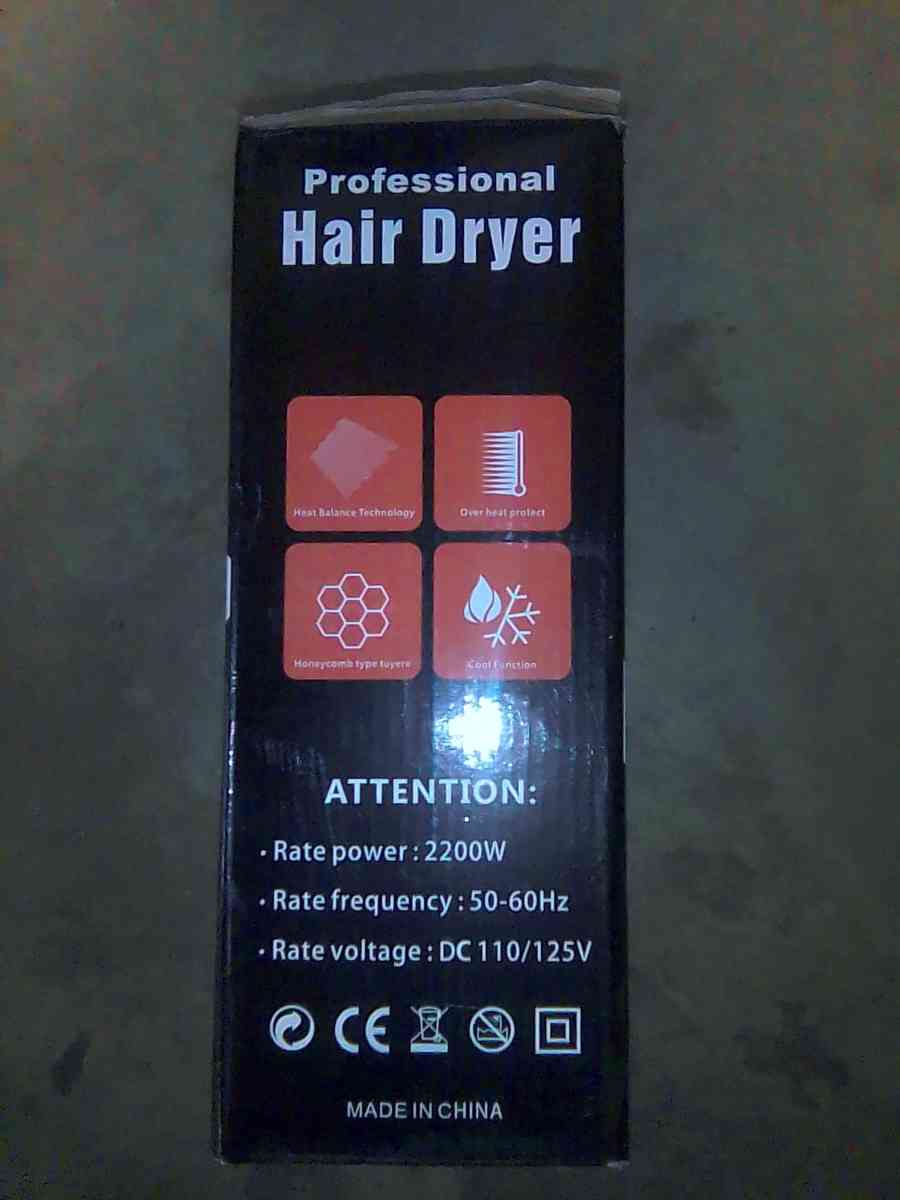 Professional
Hair Dryer
Heat Balance Technology
Over heat protect
Honeycomb type tuyere
Cool Function
ATTENTION:
· Rate power : 2200W
· Rate frequency : 50-60Hz
· Rate voltage : DC 110/125V
CE
MADE IN CHINA